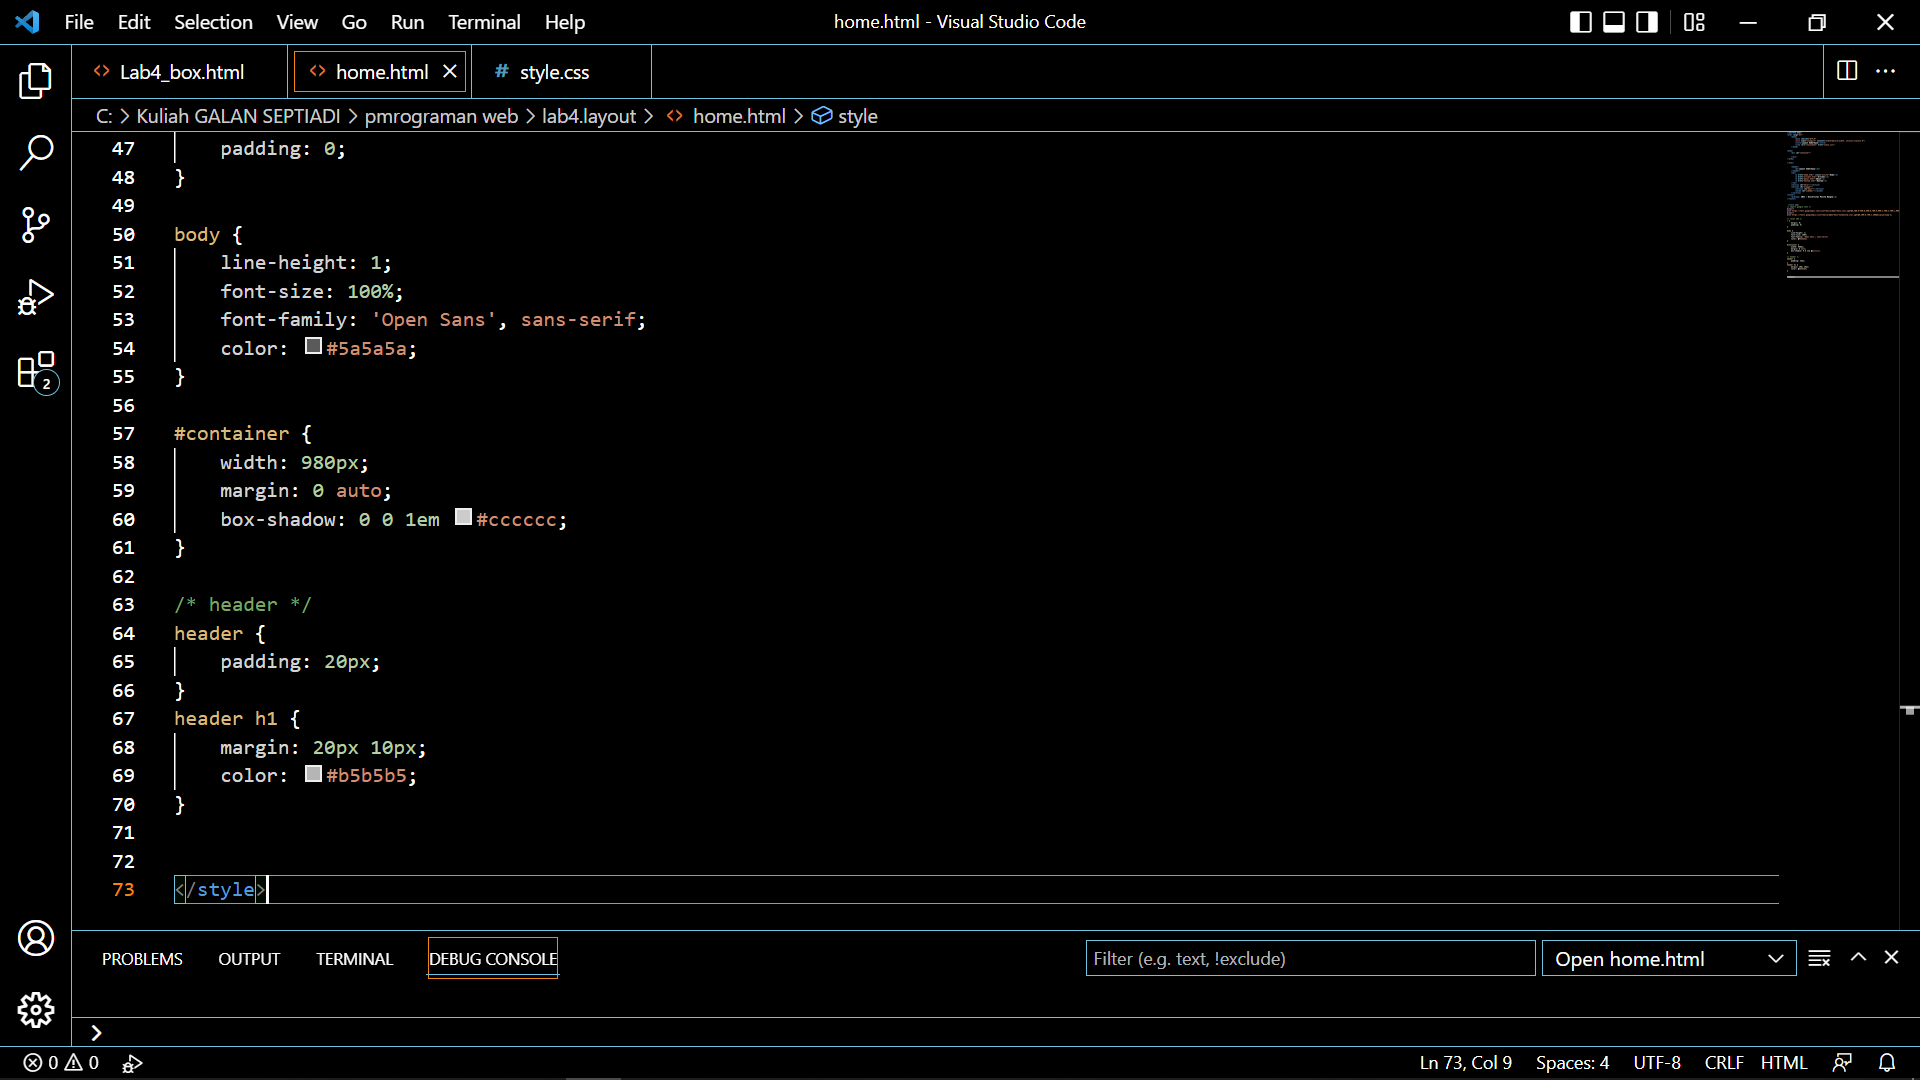 File Edit Selection View Go Run Terminal Help home.html - Visual Studio Code
Lab4_box.html home.html style.css
C: > Kuliah GALAN SEPTIADI > pmrograman web > lab4.layout > home.html > style
47 padding: 0;
48 }
49
50 body {
51 line-height: 1;
52 font-size: 100%;
53 font-family: 'Open Sans', sans-serif;
54 color: #5a5a5a;
55 }
56
57 #container {
58 width: 980px;
59 margin: 0 auto;
60 box-shadow: 0 0 1em #cccccc;
61 }
62
63 /* header */
64 header {
65 padding: 20px;
66 }
67 header h1 {
68 margin: 20px 10px;
69 color: #b5b5b5;
70 }
71
72
73 </style>
2
PROBLEMS OUTPUT TERMINAL DEBUG CONSOLE Filter (e.g. text, !exclude) Open home.html
0 0 Ln 73, Col 9 Spaces: 4 UTF-8 CRLF HTML